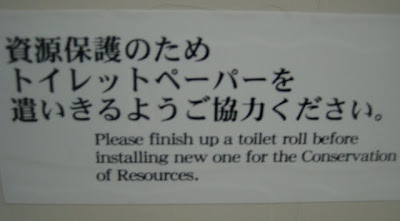 資源保護のため
トイレットペーパーを
遣いきるようご協力ください。
Please finish up a toilet roll before
installing new one for the Conservation
of Resources.